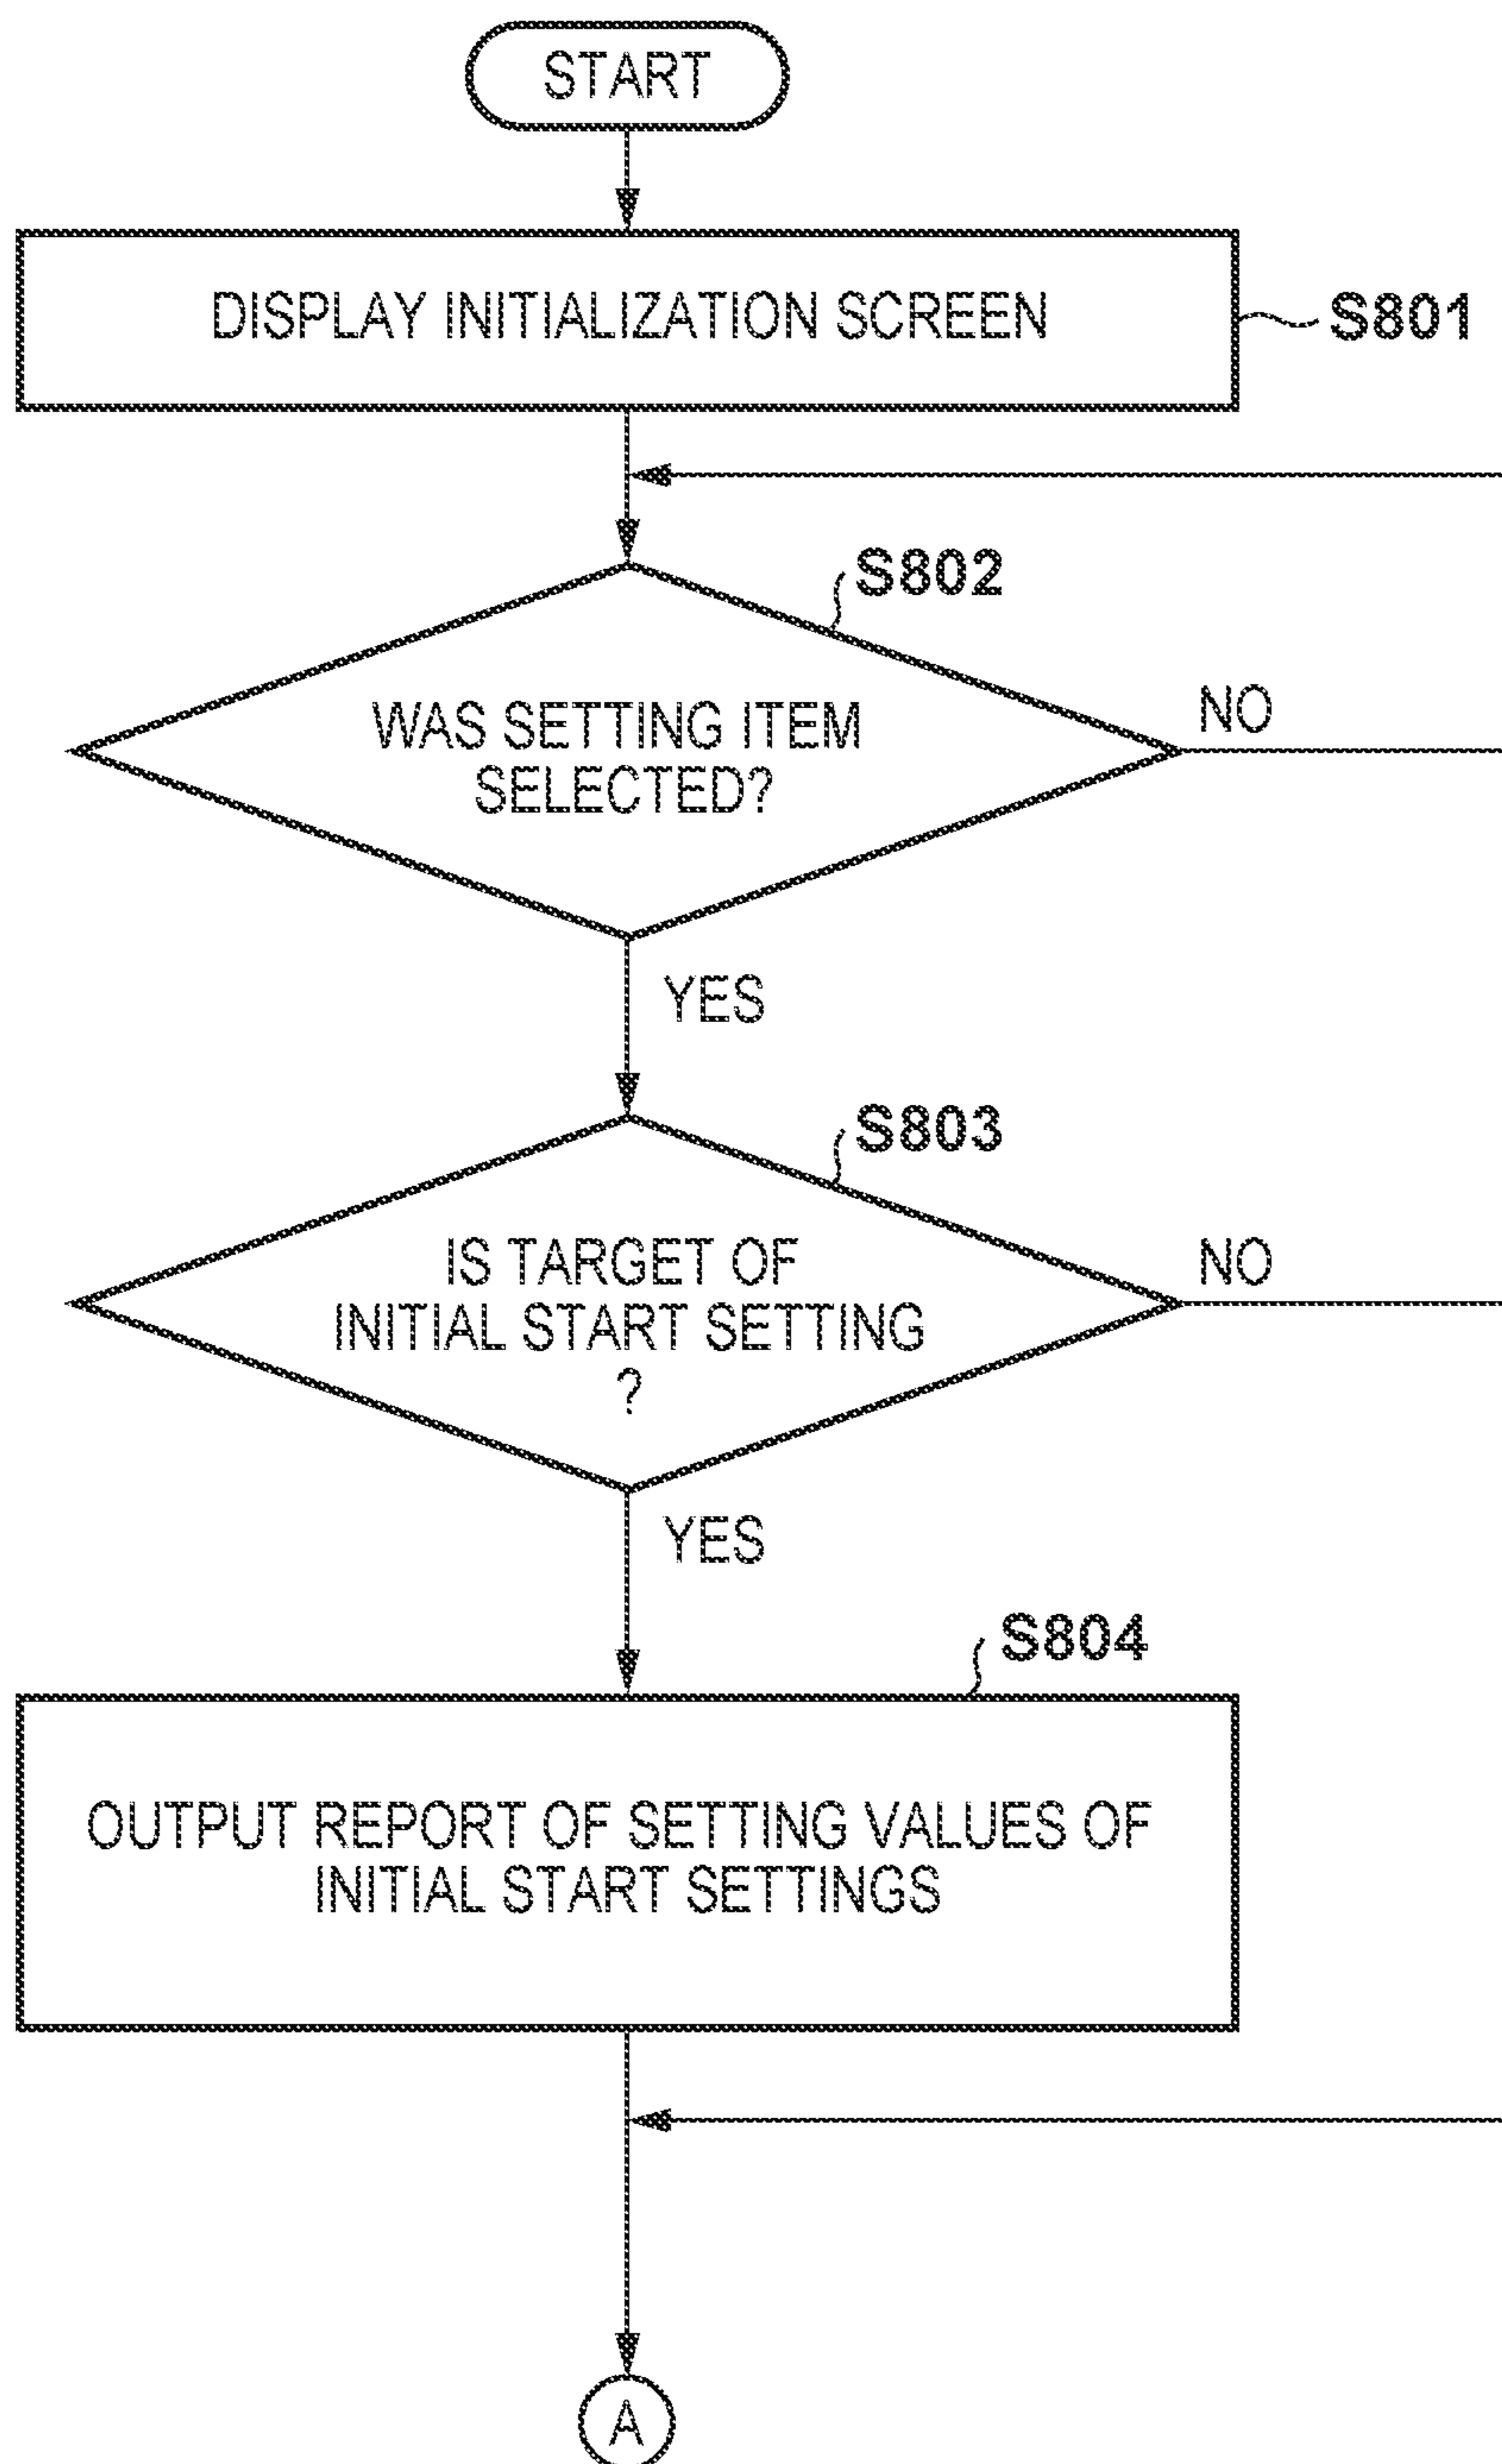 START
DISPLAY INITIALIZATION SCREEN
S801
S802
WAS SETTING ITEM
SELECTED?
NO
YES
S803
IS TARGET OF
INITIAL START SETTING
?
NO
YES
S804
OUTPUT REPORT OF SETTING VALUES OF
INITIAL START SETTINGS
A